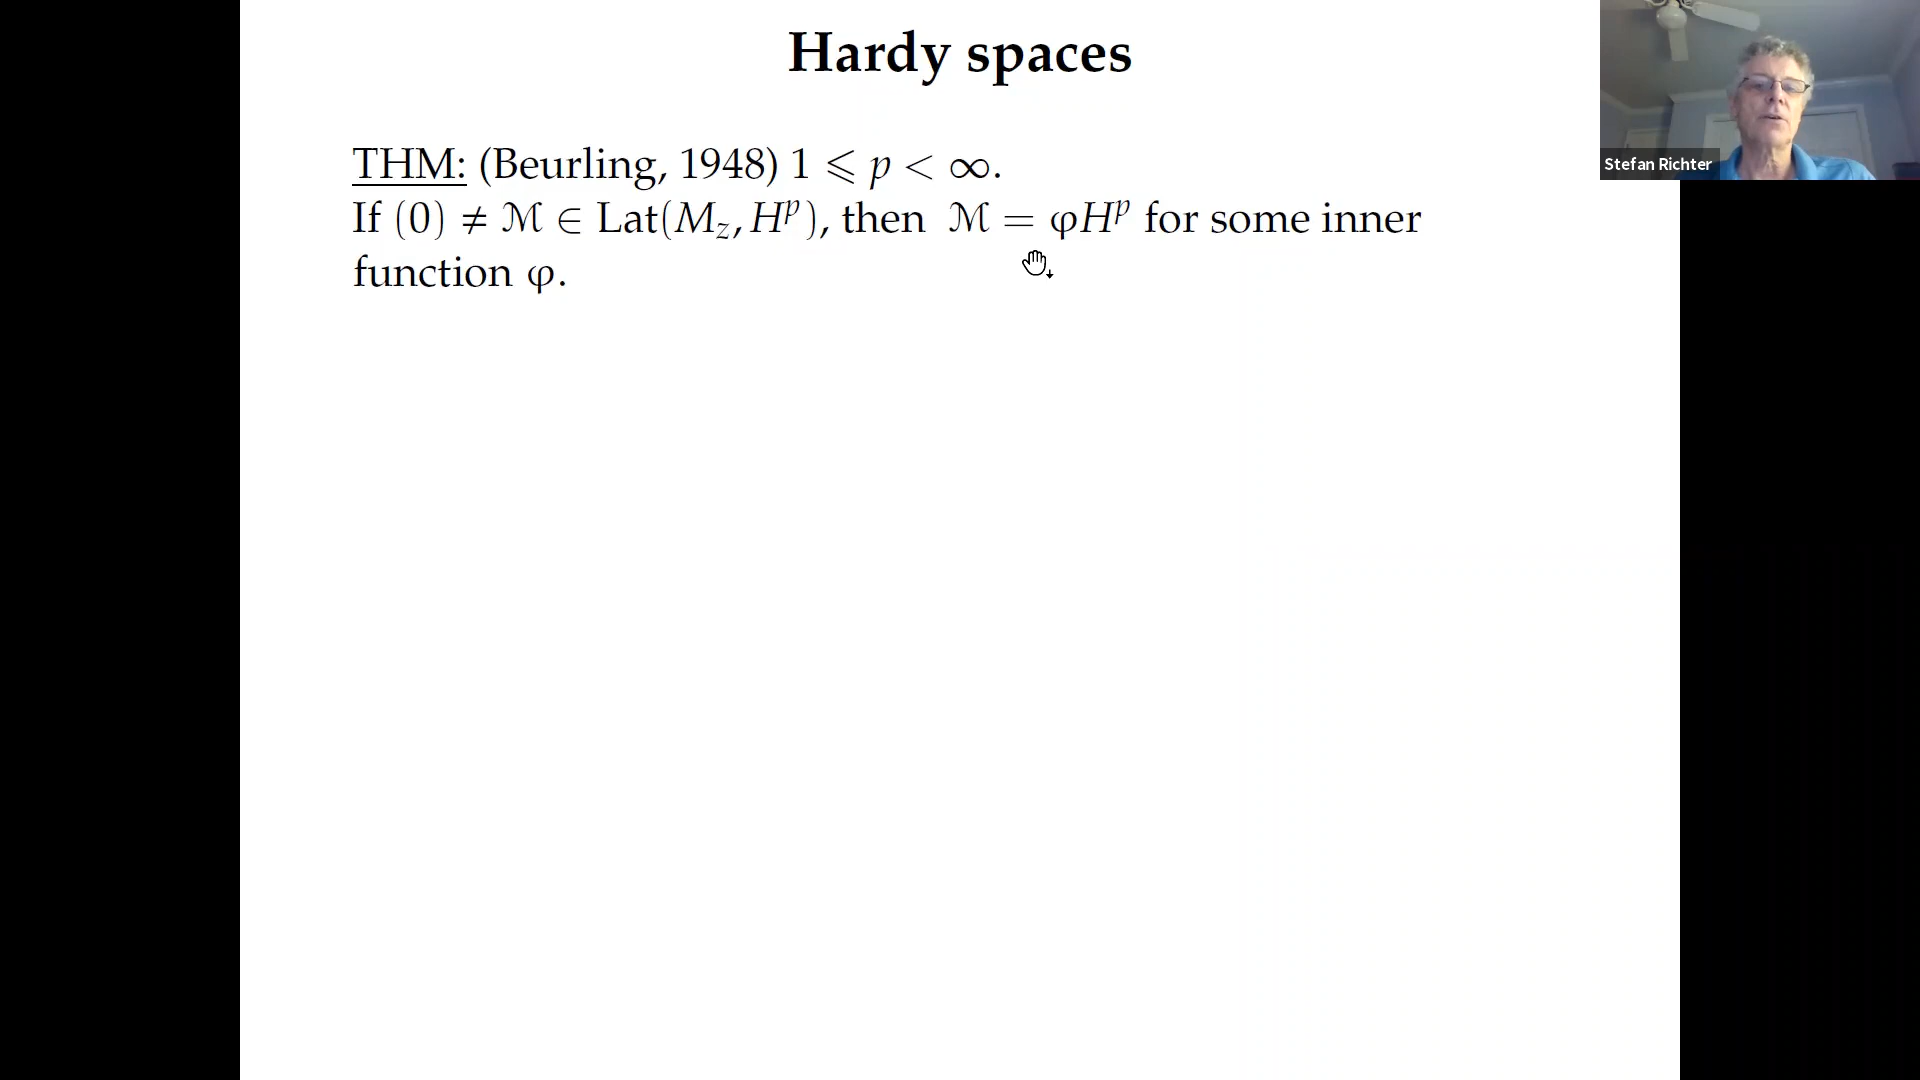 Hardy spaces
Stefan Richter
THM: (Beurling, 1948) 1 ⩽ p < ∞.
If (0) ≠ ℳ ∈ Lat(M_z, H^p), then ℳ = φH^p for some inner
function φ.